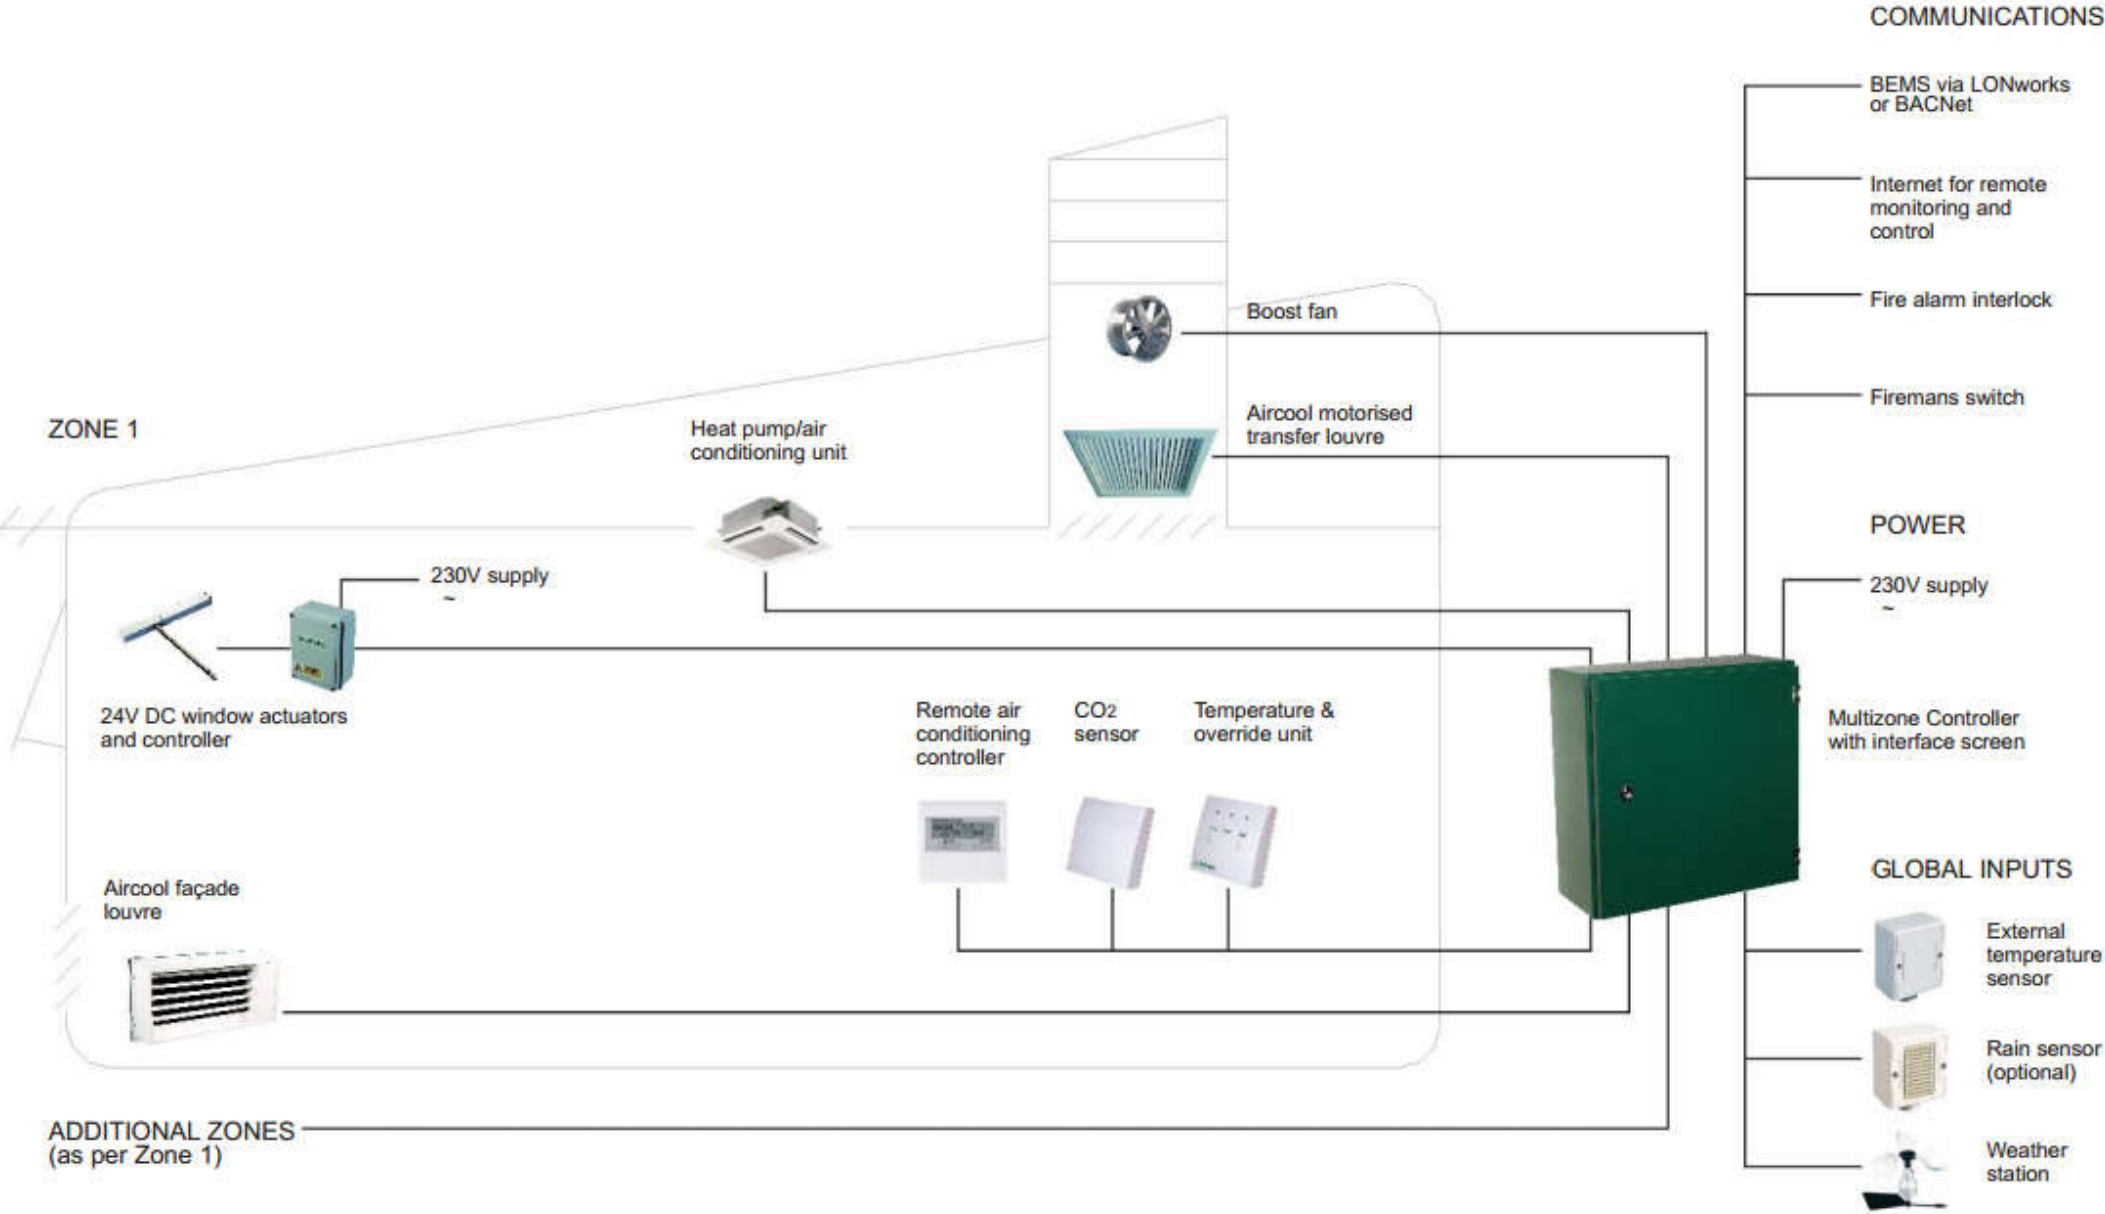 COMMUNICATIONS
BEMS via LONworks
or BACNet
Internet for remote
monitoring and
control
Fire alarm interlock
Firemans switch
Boost fan
Aircool motorised
transfer louvre
ZONE 1
Heat pump/air
conditioning unit
230V supply
~
24V DC window actuators
and controller
Remote air
conditioning
controller
CO2
sensor
Temperature &
override unit
POWER
230V supply
~
Multizone Controller
with interface screen
Aircool façade
louvre
GLOBAL INPUTS
External
temperature
sensor
Rain sensor
(optional)
Weather
station
ADDITIONAL ZONES
(as per Zone 1)